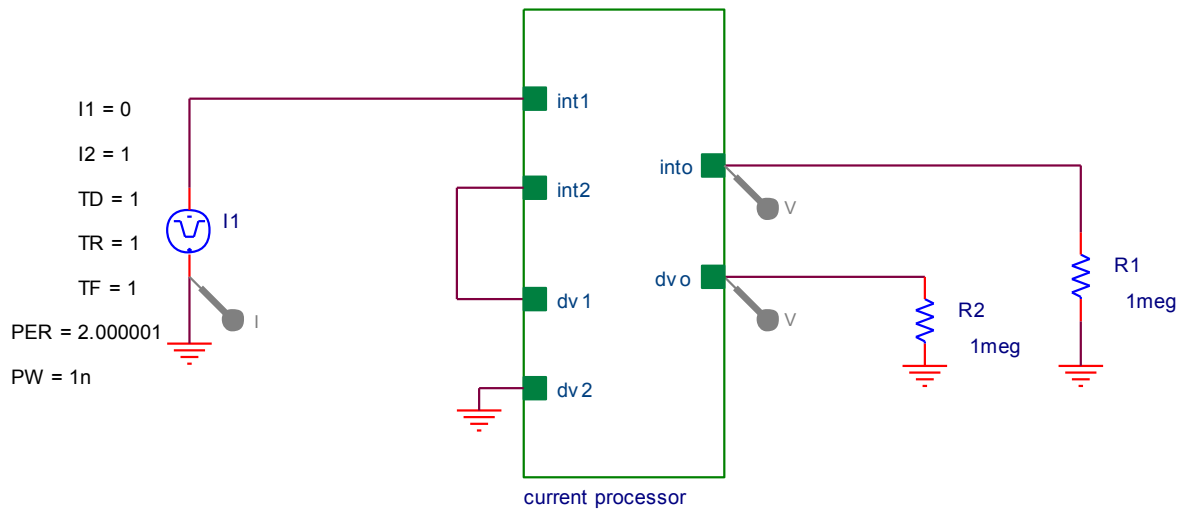 I1 = 0
I2 = 1
TD = 1
TR = 1
TF = 1
PER = 2.000001
PW = 1n
I1
I
int1
int2
dv1
dv2
into
dvo
V
V
R2
1meg
R1
1meg
current processor